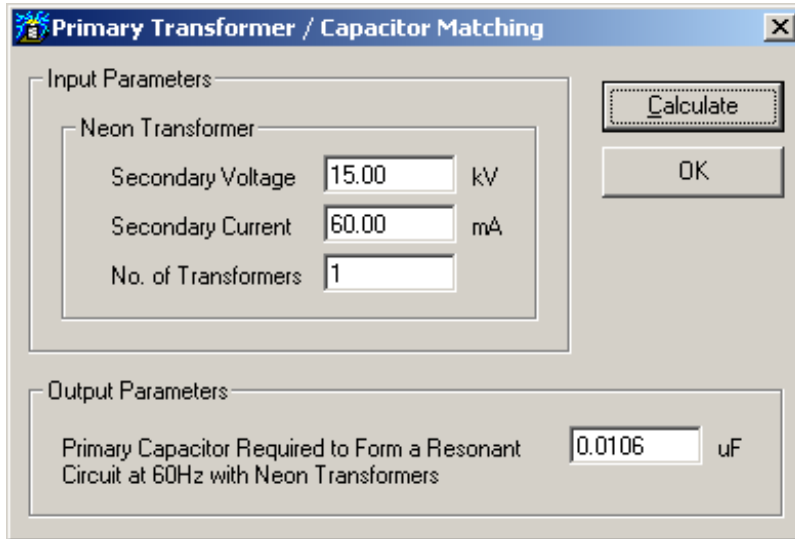 Primary Transformer / Capacitor Matching
Input Parameters
Neon Transformer
Secondary Voltage 15.00 kV
Secondary Current 60.00 mA
No. of Transformers 1
Calculate
OK
Output Parameters
Primary Capacitor Required to Form a Resonant 0.0106 uF
Circuit at 60Hz with Neon Transformers